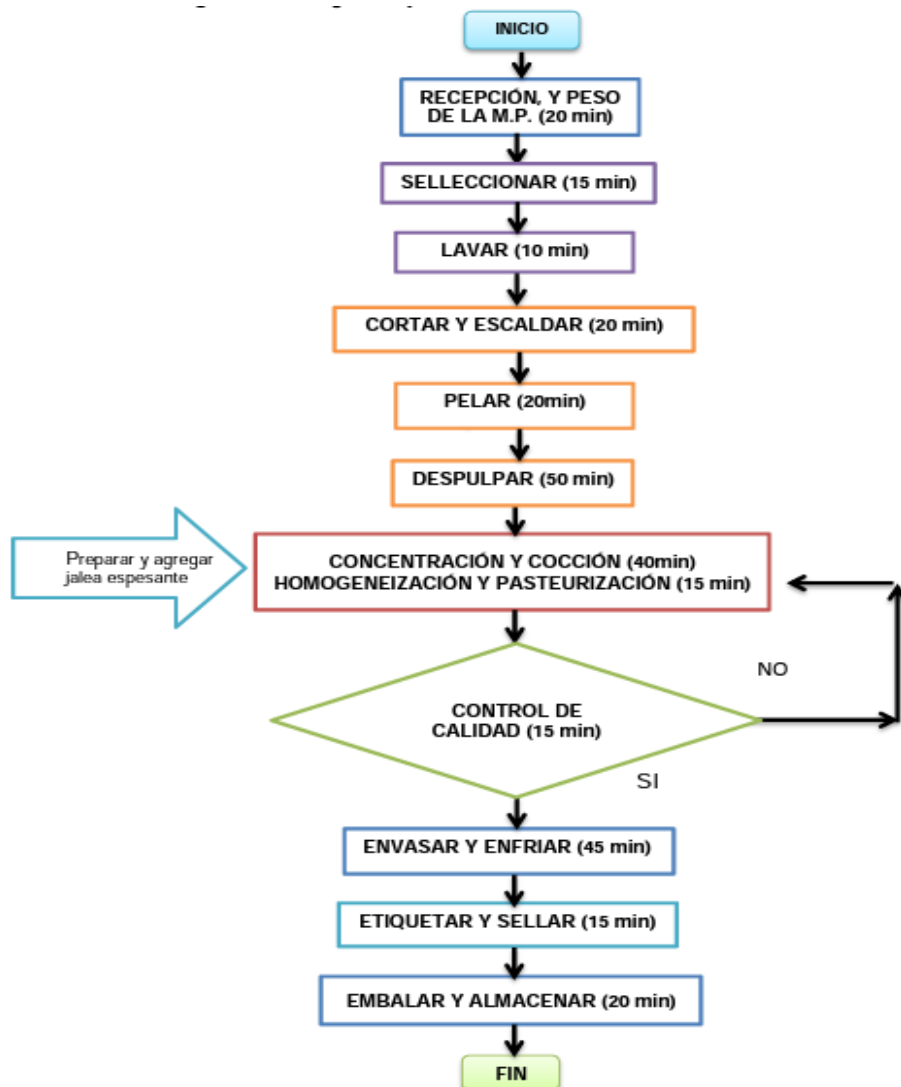 INICIO
RECEPCIÓN, Y PESO
DE LA M.P. (20 min)
SELLECCIONAR (15 min)
LAVAR (10 min)
CORTAR Y ESCALDAR (20 min)
PELAR (20min)
DESPULPAR (50 min)
Preparar y agregar
jalea espesante
CONCENTRACIÓN Y COCCIÓN (40min)
HOMOGENEIZACIÓN Y PASTEURIZACIÓN (15 min)
NO
CONTROL DE
CALIDAD (15 min)
SI
ENVASAR Y ENFRIAR (45 min)
ETIQUETAR Y SELLAR (15 min)
EMBALAR Y ALMACENAR (20 min)
FIN